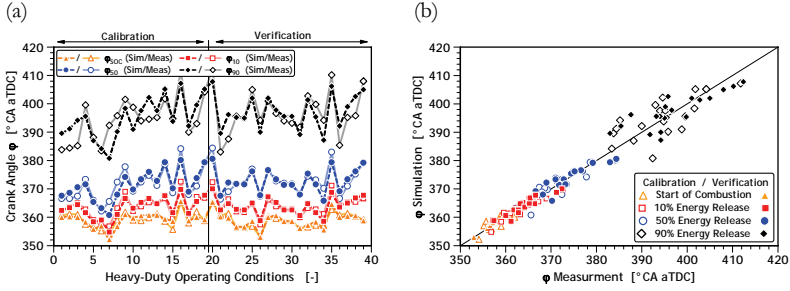 (a)
Calibration
Verification
φSOC (Sim/Meas)
φ10 (Sim/Meas)
φ50 (Sim/Meas)
φ90 (Sim/Meas)
Crank Angle φ [°CA aTDC]
420
410
400
390
380
370
360
350
0
5
10
15
20
25
30
35
40
Heavy-Duty Operating Conditions [-]
(b)
φ Simulation [°CA aTDC]
420
410
400
390
380
370
360
350
Calibration / Verification
Start of Combustion
10% Energy Release
50% Energy Release
90% Energy Release
350
360
370
380
390
400
410
420
φ Measurment [°CA aTDC]